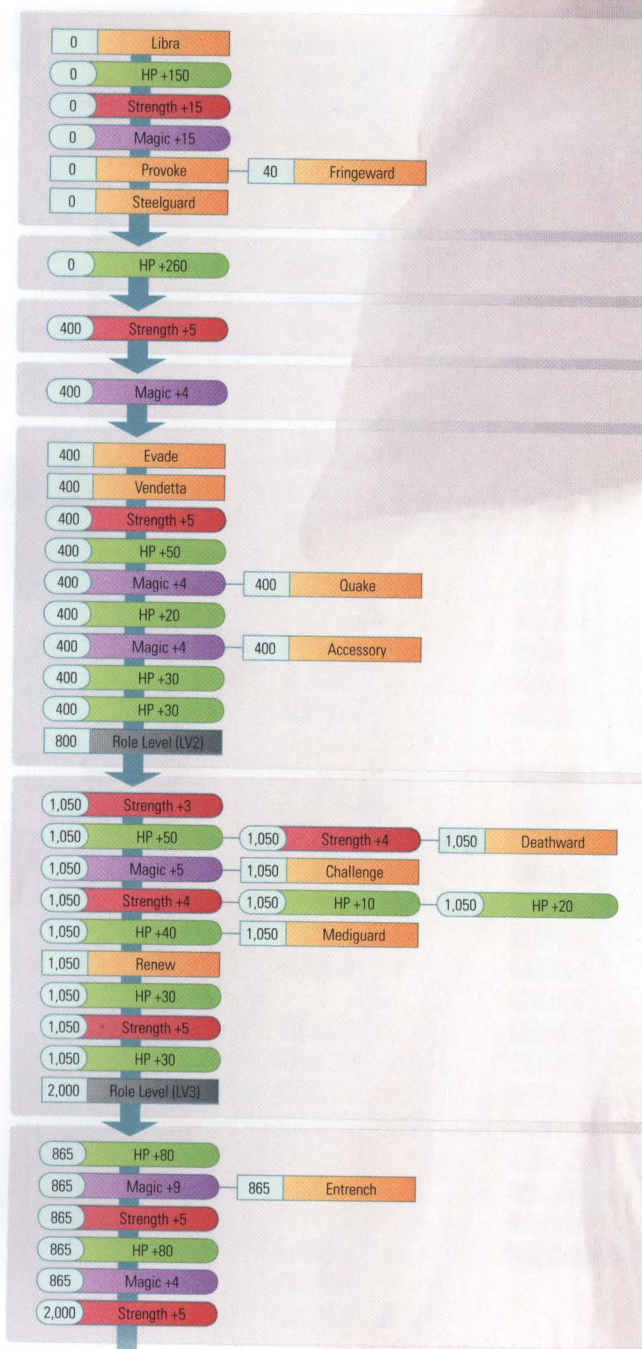 0 Libra
0 HP +150
0 Strength +15
0 Magic +15
0 Provoke 40 Fringeward
0 Steelguard
0 HP +260
400 Strength +5
400 Magic +4
400 Evade
400 Vendetta
400 Strength +5
400 HP +50
400 Magic +4 400 Quake
400 HP +20
400 Magic +4 400 Accessory
400 HP +30
400 HP +30
800 Role Level (LV2)
1,050 Strength +3
1,050 HP +50 1,050 Strength +4 1,050 Deathward
1,050 Magic +5 1,050 Challenge
1,050 Strength +4 1,050 HP +10 1,050 HP +20
1,050 HP +40 1,050 Mediguard
1,050 Renew
1,050 HP +30
1,050 Strength +5
1,050 HP +30
2,000 Role Level (LV3)
865 HP +80
865 Magic +9 865 Entrench
865 Strength +5
865 HP +80
865 Magic +4
2,000 Strength +5